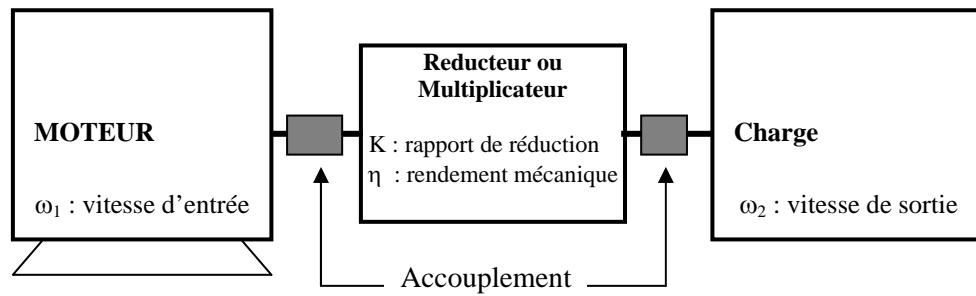 MOTEUR
ω₁ : vitesse d'entrée
Reducteur ou
Multiplicateur
K : rapport de réduction
η : rendement mécanique
Charge
ω₂ : vitesse de sortie
Accouplement